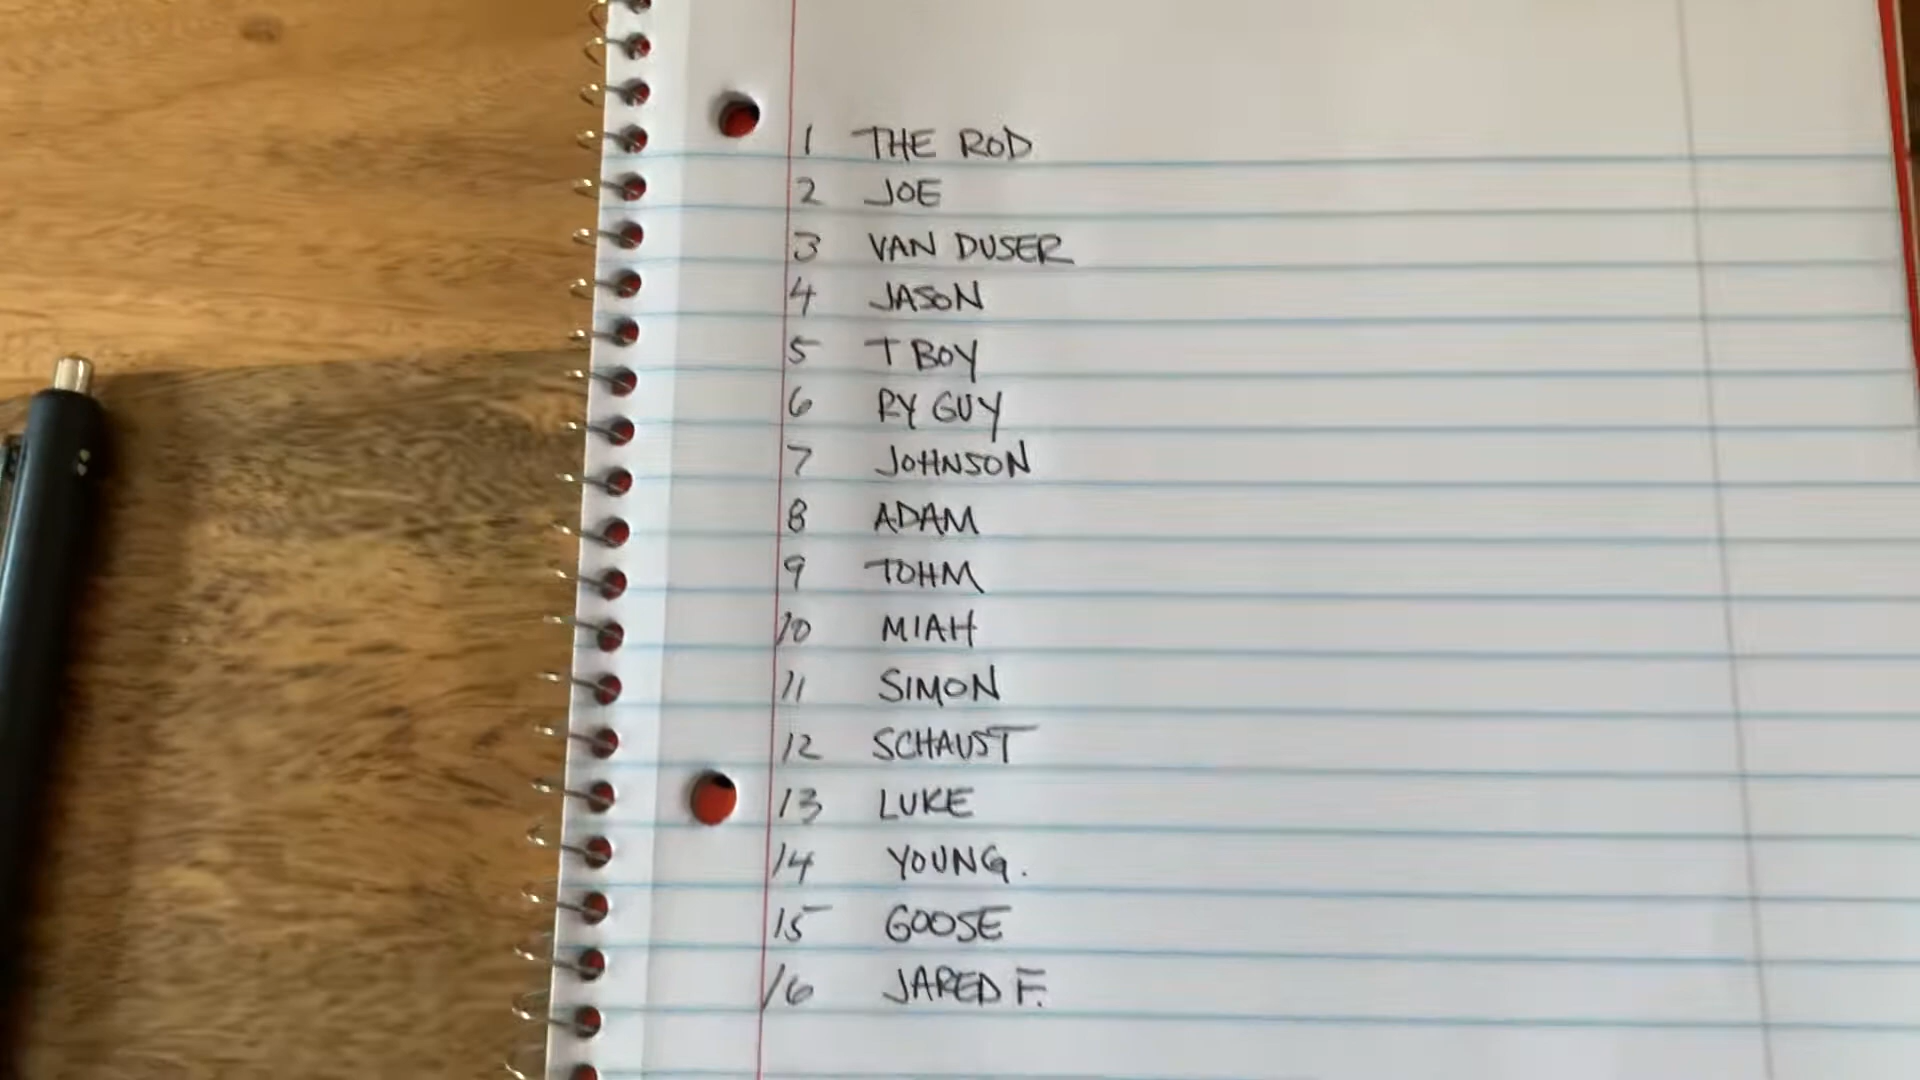 1 THE ROD
2 JOE
3 VAN DUSER
4 JASON
5 T BOY
6 RY GUY
7 JOHNSON
8 ADAM
9 TOHM
10 MIAH
11 SIMON
12 SCHAUST
13 LUKE
14 YOUNG.
15 GOOSE
16 JARED F.